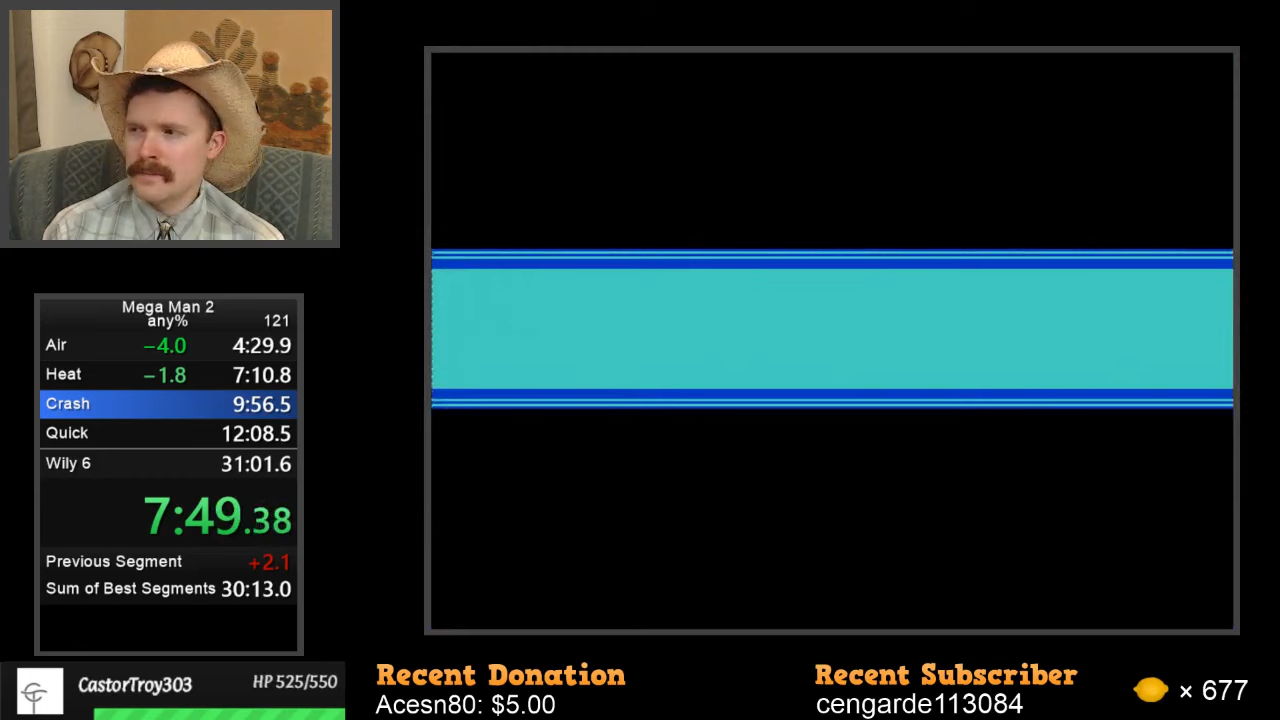 Mega Man 2
any% 121
Air -4.0 4:29.9
Heat -1.8 7:10.8
Crash 9:56.5
Quick 12:08.5
Wily 6 31:01.6
7:49.38
Previous Segment +2.1
Sum of Best Segments 30:13.0
CT CastorTroy303 HP 525/550
Recent Donation
Acesn80: $5.00
Recent Subscriber
cengarde113084
× 677